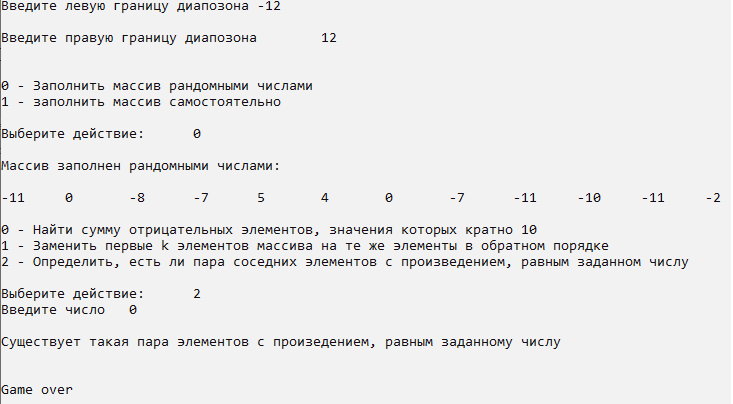 Введите левую границу диапозона -12
Введите правую границу диапозона 12
0 - Заполнить массив рандомными числами
1 - заполнить массив самостоятельно
Выберите действие: 0
Массив заполнен рандомными числами:
-11 0 -8 -7 5 4 0 -7 -11 -10 -11 -2
0 - Найти сумму отрицательных элементов, значения которых кратно 10
1 - Заменить первые k элементов массива на те же элементы в обратном порядке
2 - Определить, есть ли пара соседних элементов с произведением, равным заданном числу
Выберите действие: 2
Введите число 0
Существует такая пара элементов с произедением, равным заданному числу
Game over